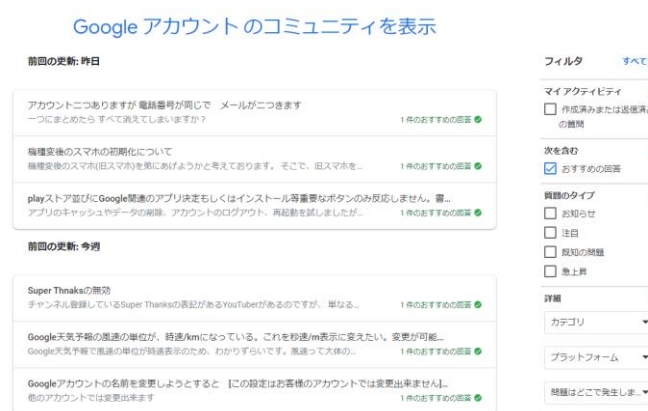 Google アカウント のコミュニティを表示
前回の更新: 昨日
アカウントニつありますが 電話番号が同じで　メールがニつきます
一つにまとめたら すべて消えてしまいますか？
1 件のおすすめの回答
機種変後のスマホの初期化について
機種変後のスマホ(旧スマホ)を弟にあげようかと考えております。 そこで、旧スマホを...
1 件のおすすめの回答
playストア並びにGoogle関連のアプリ決定もしくはインストール等重要なボタンのみ反応しません。書...
アプリのキャッシュやデータの削除、アカウントのログアウト、再起動を試しましたが...
1 件のおすすめの回答
前回の更新: 今週
Super Thnaksの無効
チャンネル登録しているSuper Thanksの表記があるYouTuberがあるのですが、 単なる...
1 件のおすすめの回答
Google天気予報の風速の単位が、時速/kmになっている。これを秒速/m表示に変えたい。変更が可能...
Google天気予報で風速の単位が時速表示のため、わかりずらいです。風速って大体の...
1 件のおすすめの回答
Googleアカウントの名前を変更しようとすると 【この設定はお客様のアカウントでは変更出来ません】...
他のアカウントでは変更出来ます
1 件のおすすめの回答
フィルタ
すべて
マイ アクティビティ
作成済みまたは返信済
の質問
次を含む
おすすめの回答
質問のタイプ
お知らせ
注目
既知の問題
急上昇
詳細
カテゴリ
プラットフォーム
問題はどこで発生しま...